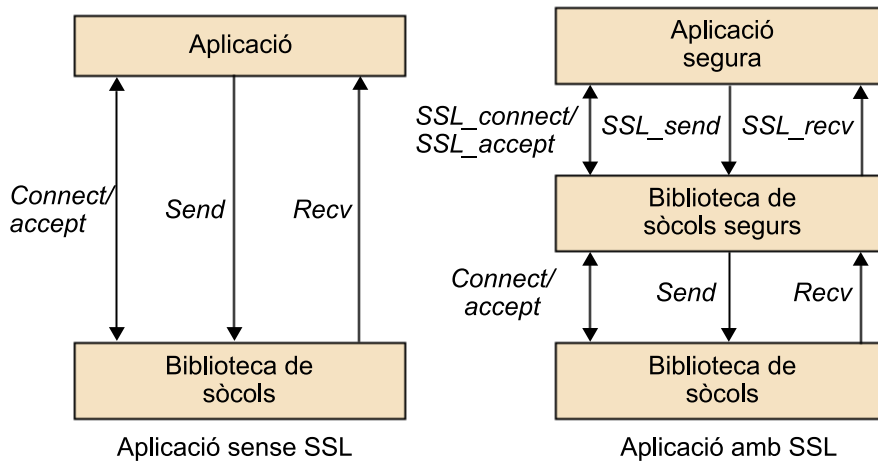 Aplicació
Connect/
accept
Send
Recv
Biblioteca de
sòcols
Aplicació sense SSL
Aplicació
segura
SSL_connect/
SSL_accept
SSL_send
SSL_recv
Biblioteca de
sòcols segurs
Connect/
accept
Send
Recv
Biblioteca de
sòcols
Aplicació amb SSL